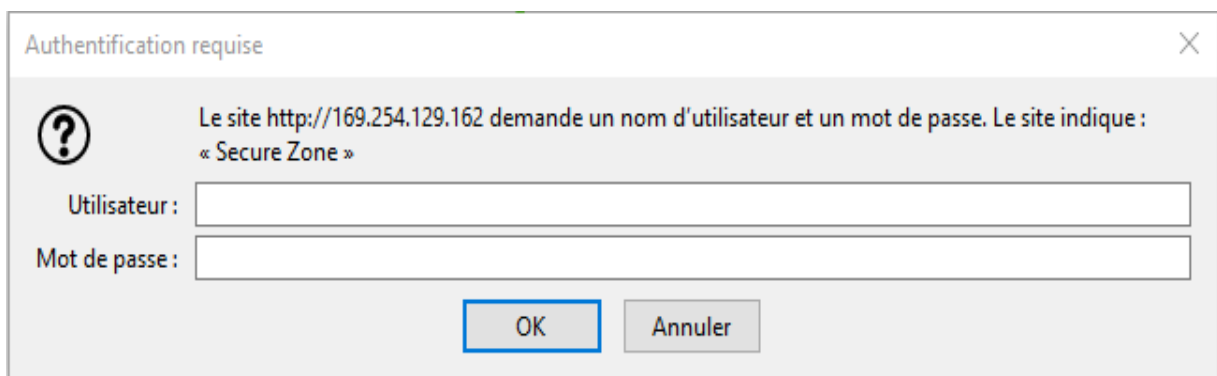 Authentification requise
Le site http://169.254.129.162 demande un nom d’utilisateur et un mot de passe. Le site indique :
« Secure Zone »
Utilisateur :
Mot de passe :
OK
Annuler